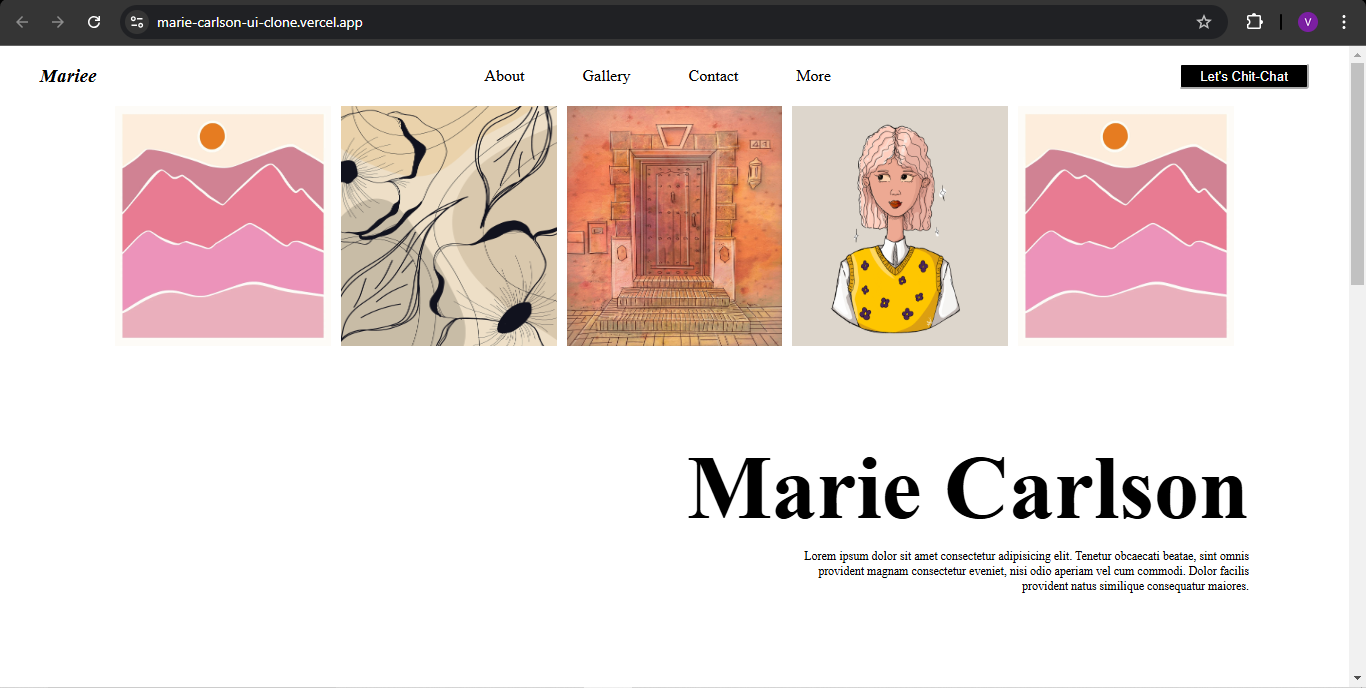 marie-carlson-ui-clone.vercel.app
V
Mariee
About Gallery Contact More
Let's Chit-Chat
41
Marie Carlson
Lorem ipsum dolor sit amet consectetur adipisicing elit. Tenetur obcaecati beatae, sint omnis
provident magnam consectetur eveniet, nisi odio aperiam vel cum commodi. Dolor facilis
provident natus similique consequatur maiores.